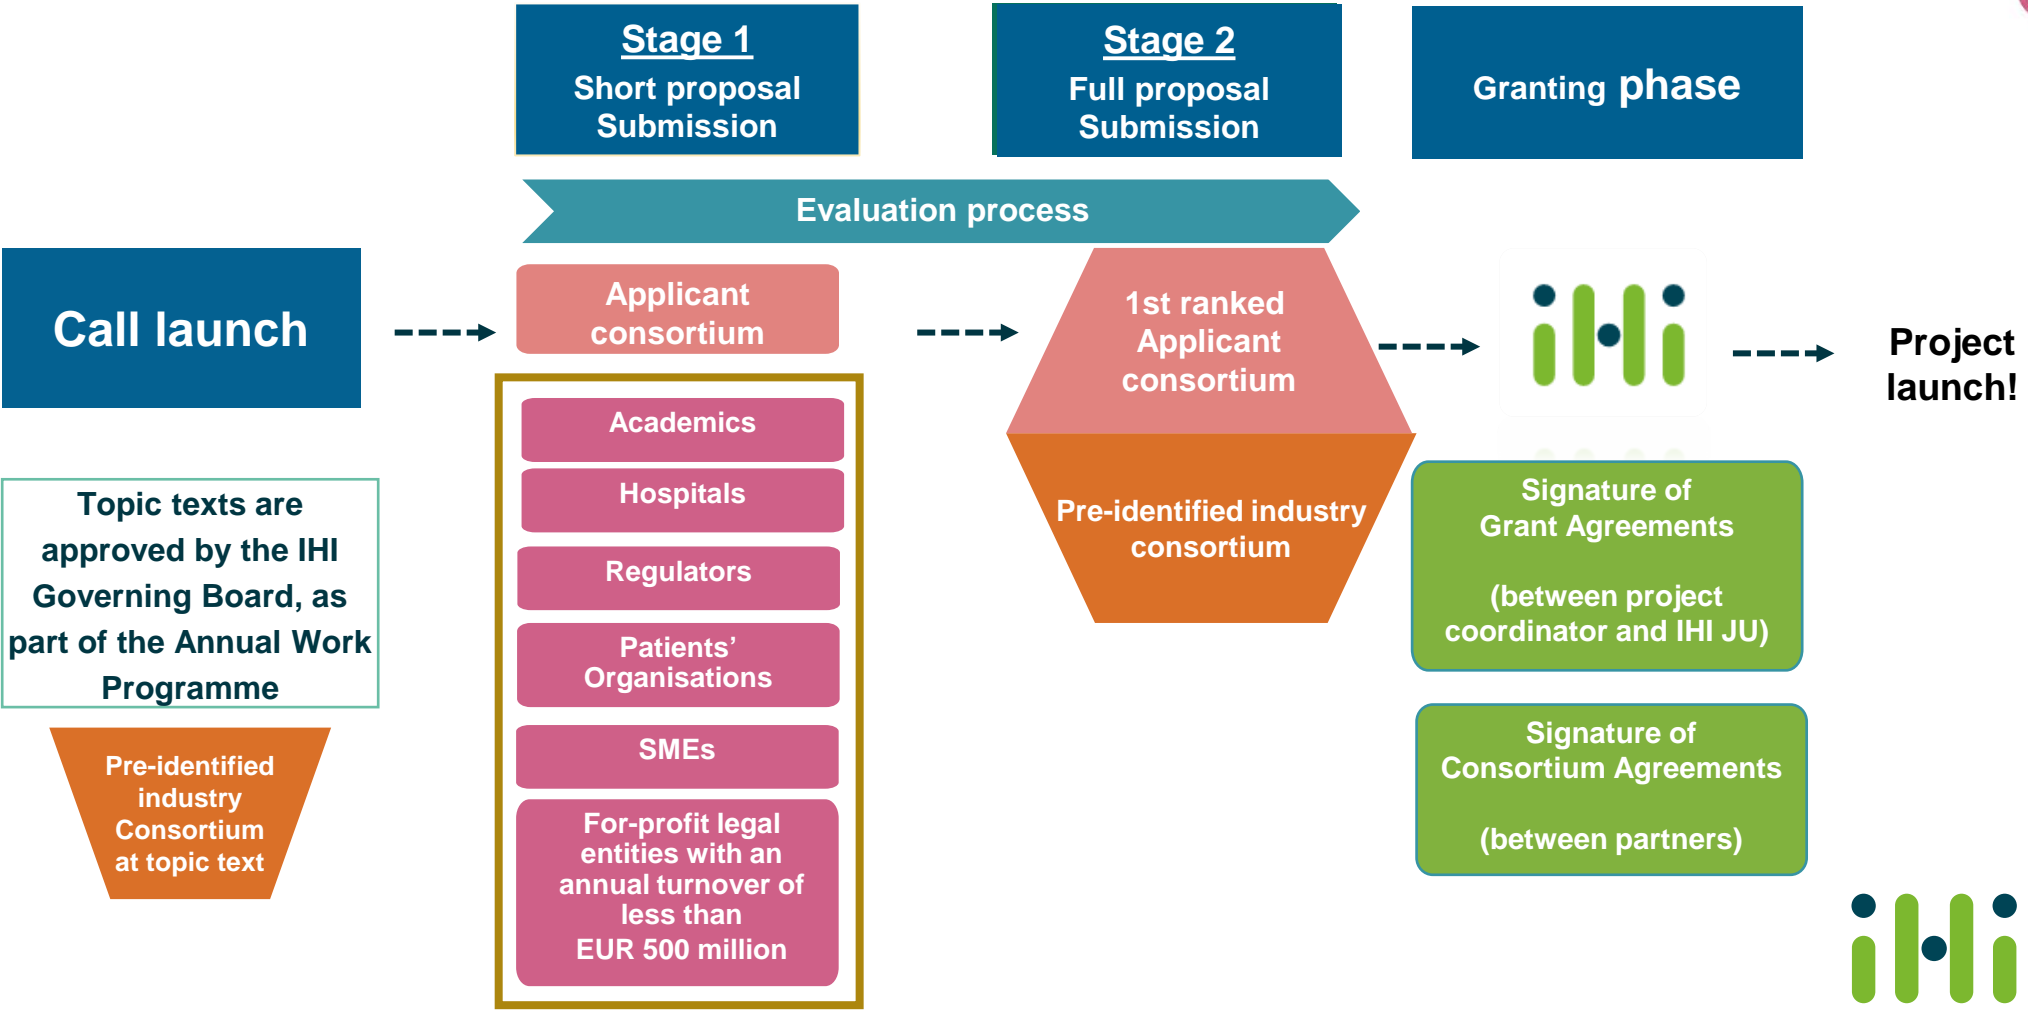 Stage 1
Short proposal
Submission
Stage 2
Full proposal
Submission
Granting phase
Evaluation process
Call launch
Applicant
consortium
1st ranked
Applicant
consortium
iHi
Project
launch!
Topic texts are
approved by the IHI
Governing Board, as
part of the Annual Work
Programme
Pre-identified
industry
Consortium
at topic text
Academics
Hospitals
Regulators
Patients’
Organisations
SMEs
For-profit legal
entities with an
annual turnover of
less than
EUR 500 million
Pre-identified industry
consortium
Signature of
Grant Agreements
(between project
coordinator and IHI JU)
Signature of
Consortium Agreements
(between partners)
iHi